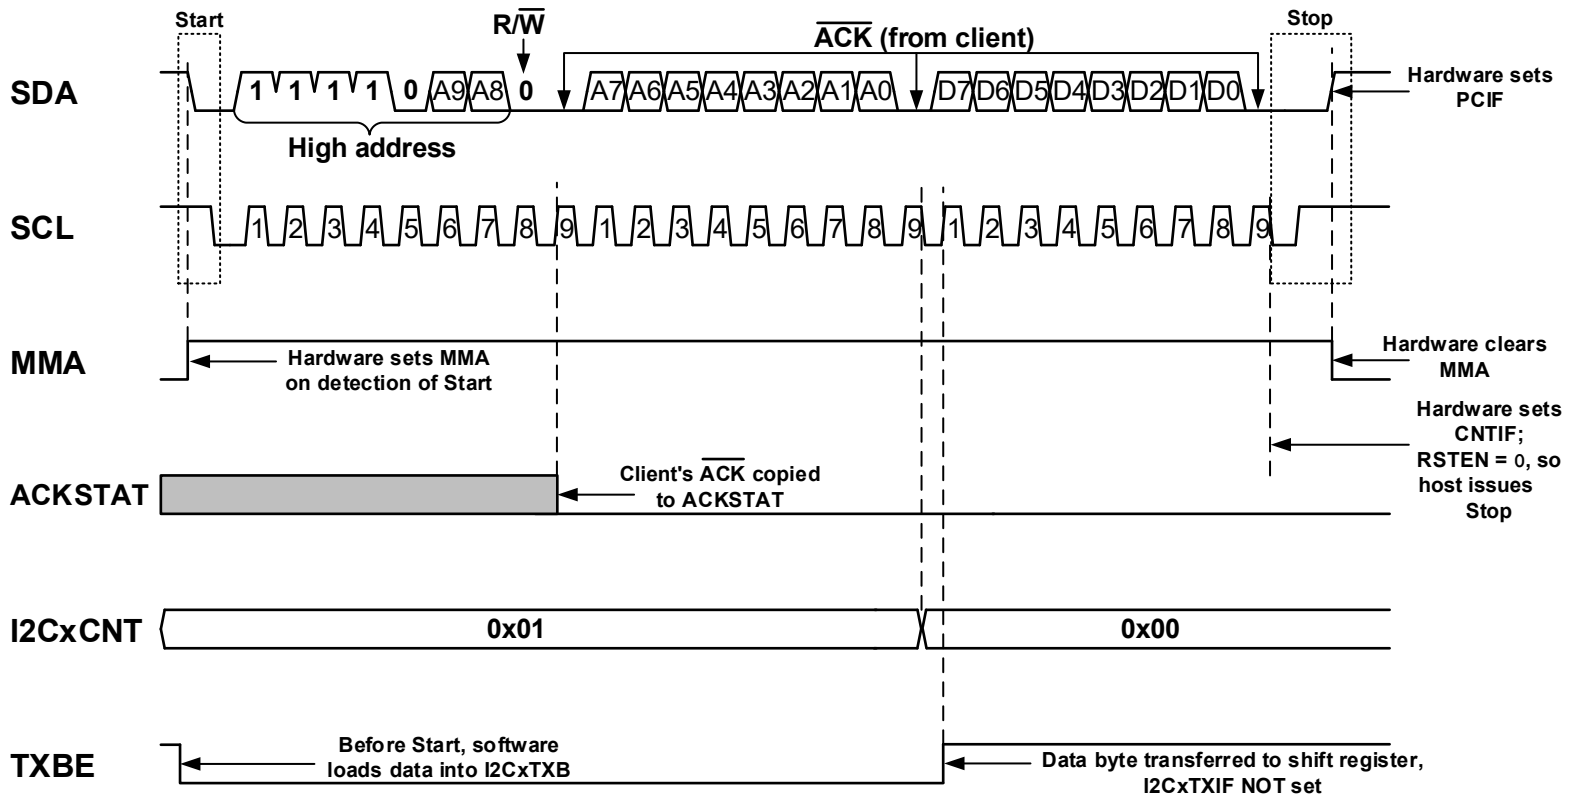 Start
R/W
ACK (from client)
Stop
SDA
1 1 1 1 0 A9 A8 0 A7 A6 A5 A4 A3 A2 A1 A0 D7 D6 D5 D4 D3 D2 D1 D0
Hardware sets
PCIF
High address
SCL
1 2 3 4 5 6 7 8 9 1 2 3 4 5 6 7 8 9 1 2 3 4 5 6 7 8 9
MMA
Hardware sets MMA
on detection of Start
Hardware clears
MMA
Hardware sets
CNTIF;
RSTEN = 0, so
host issues
Stop
ACKSTAT
Client's ACK copied
to ACKSTAT
I2CxCNT
0x01
0x00
TXBE
Before Start, software
loads data into I2CxTXB
Data byte transferred to shift register,
I2CxTXIF NOT set